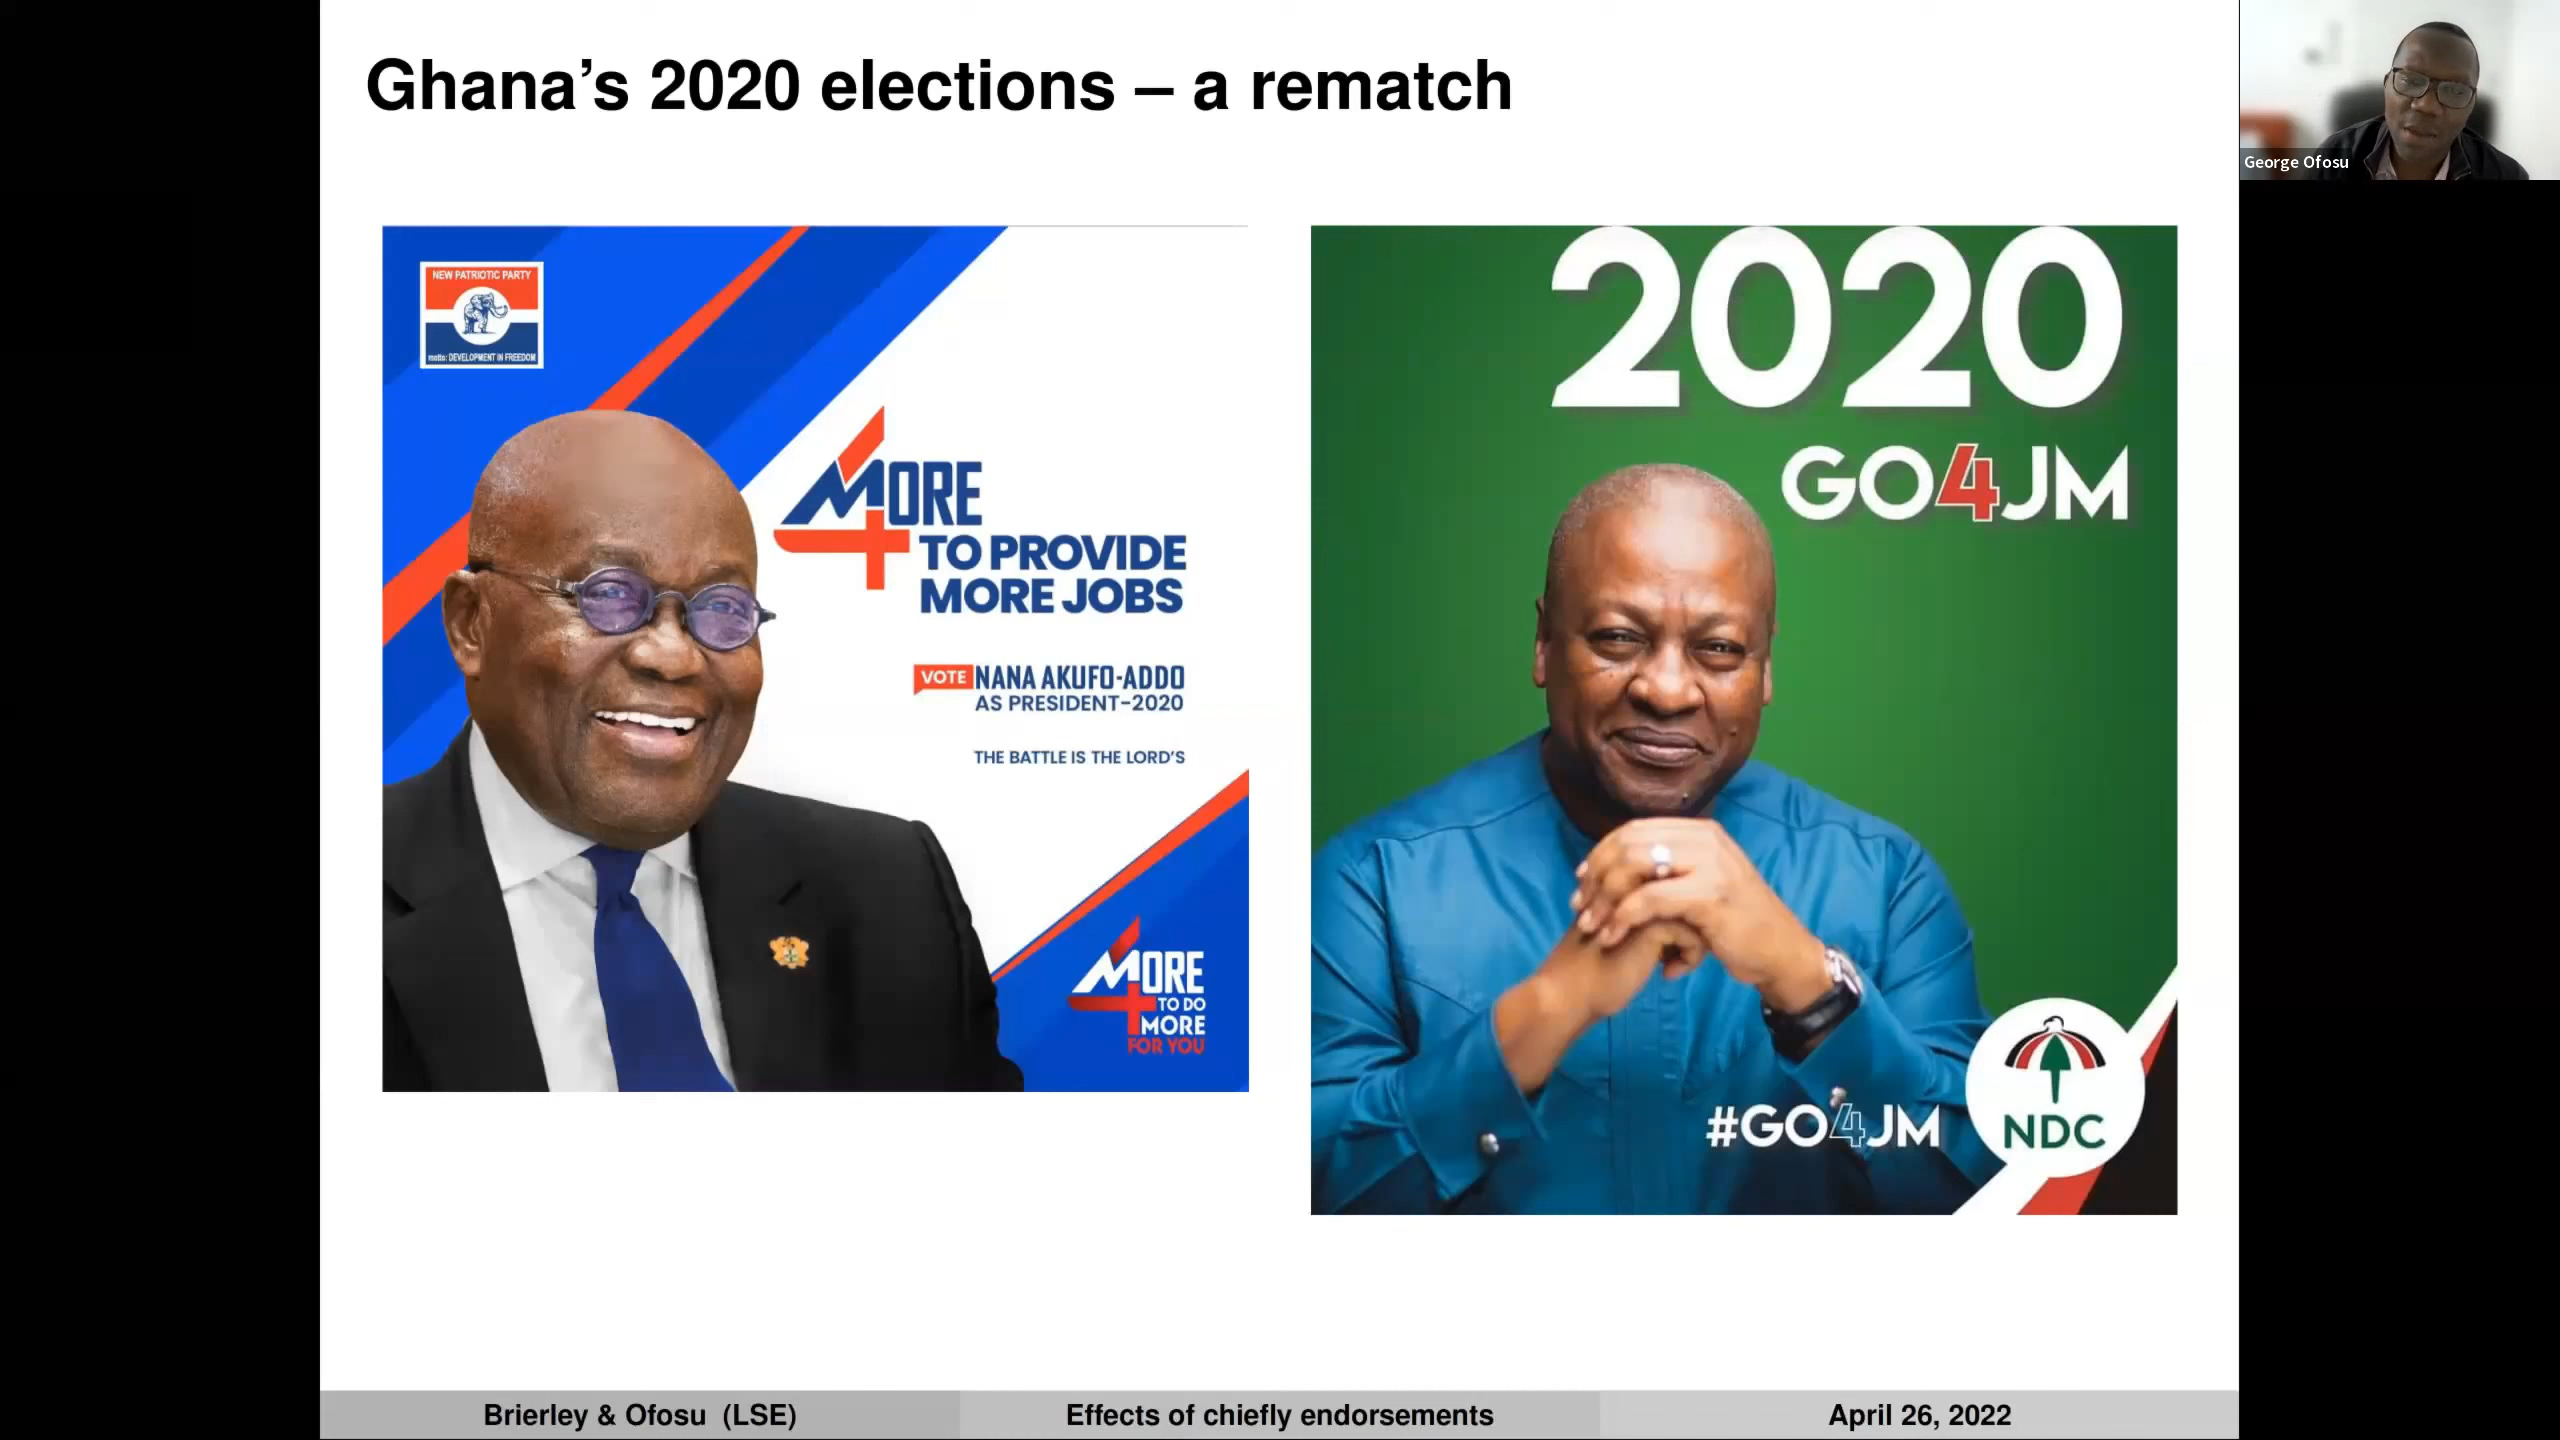 Ghana’s 2020 elections – a rematch
George Ofosu
NEW PATRIOTIC PARTY
motto: DEVELOPMENT IN FREEDOM
4MORE
TO PROVIDE
MORE JOBS
VOTE NANA AKUFO-ADDO
AS PRESIDENT-2020
THE BATTLE IS THE LORD’S
4MORE
TO DO
MORE
FOR YOU
2020
GO4JM
#GO4JM
NDC
Brierley & Ofosu (LSE)
Effects of chiefly endorsements
April 26, 2022